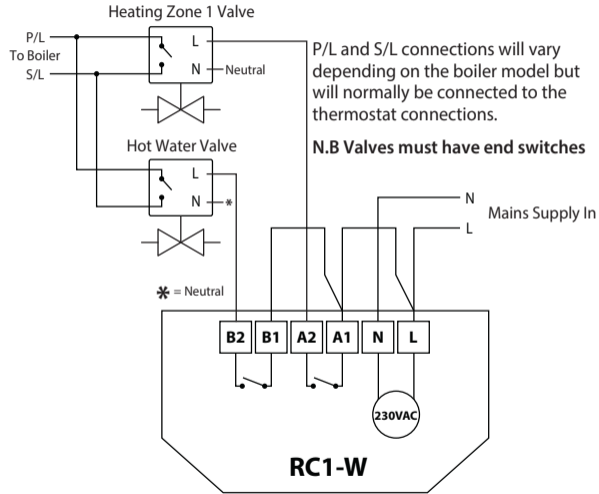 Heating Zone 1 Valve
P/L
To Boiler
S/L
L
N
Neutral
P/L and S/L connections will vary
depending on the boiler model but
will normally be connected to the
thermostat connections.
N.B Valves must have end switches
Hot Water Valve
L
N
*
N
Mains Supply In
L
* = Neutral
B2 B1 A2 A1 N L
230VAC
RC1-W